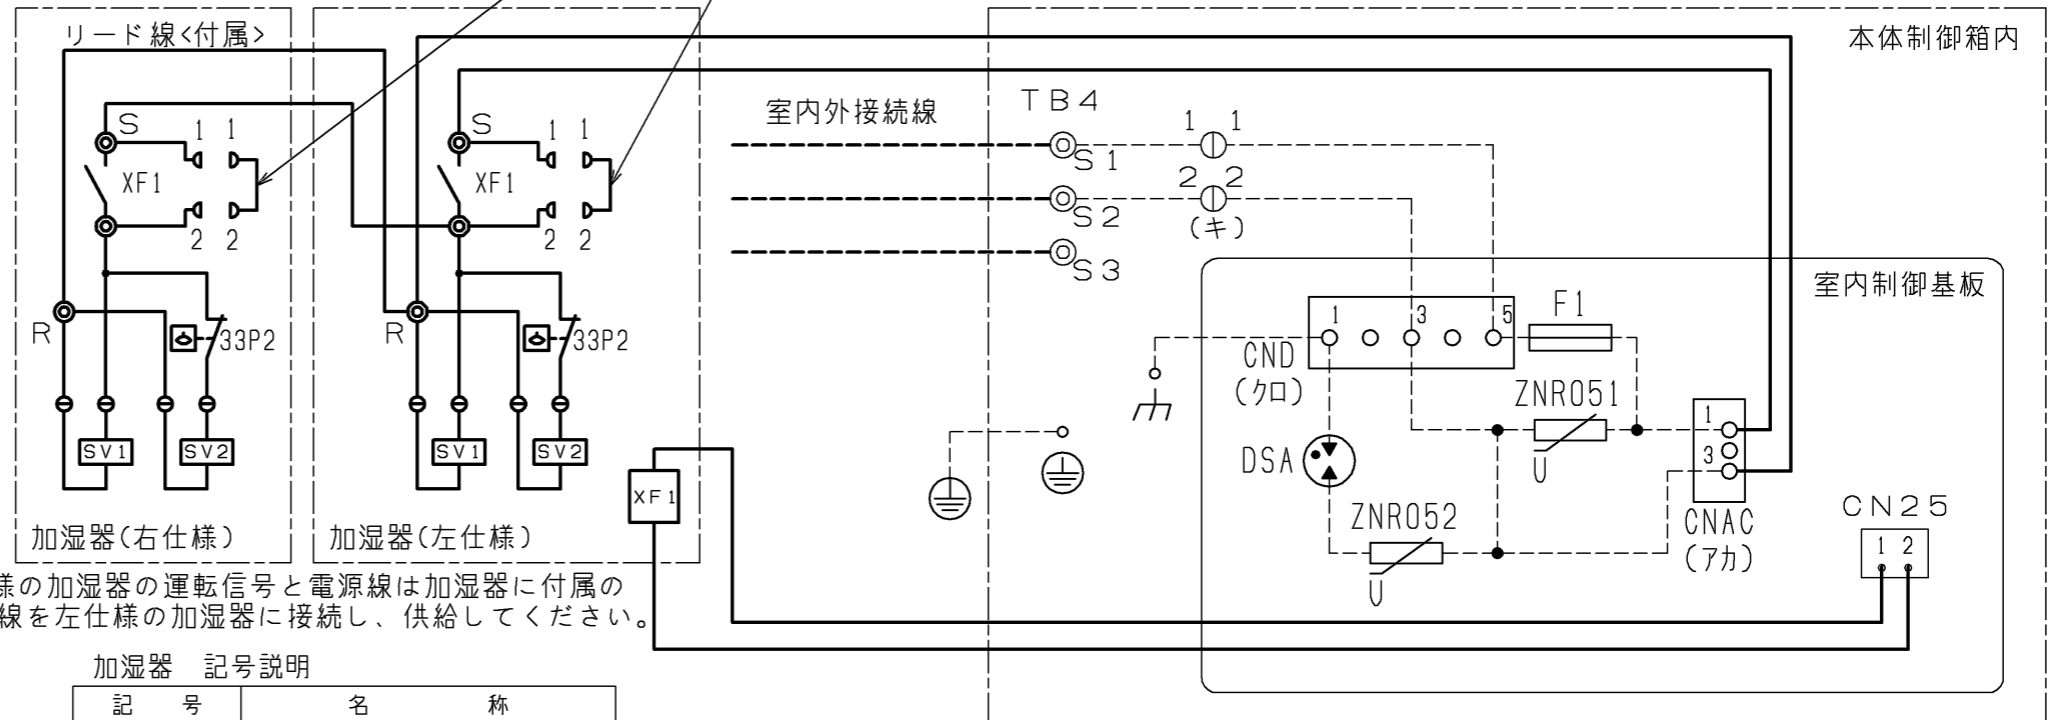 リード線<付属>
本体制御箱内
室内外接続線
TB4
S
1 1
XF1
2 2
R
33P2
SV1
SV2
加湿器(右仕様)
S
1 1
XF1
2 2
R
33P2
SV1
SV2
XF1
加湿器(左仕様)
S1
1 1
S2
2 2
(キ)
S3
室内制御基板
1 3 5
F1
CND
(クロ)
ZNR051
U
DSA
ZNR052
U
1
3
CNAC
(アカ)
CN25
1 2
様の加湿器の運転信号と電源線は加湿器に付属の
線を左仕様の加湿器に接続し、供給してください。
加湿器 記号説明
記 号 名 称